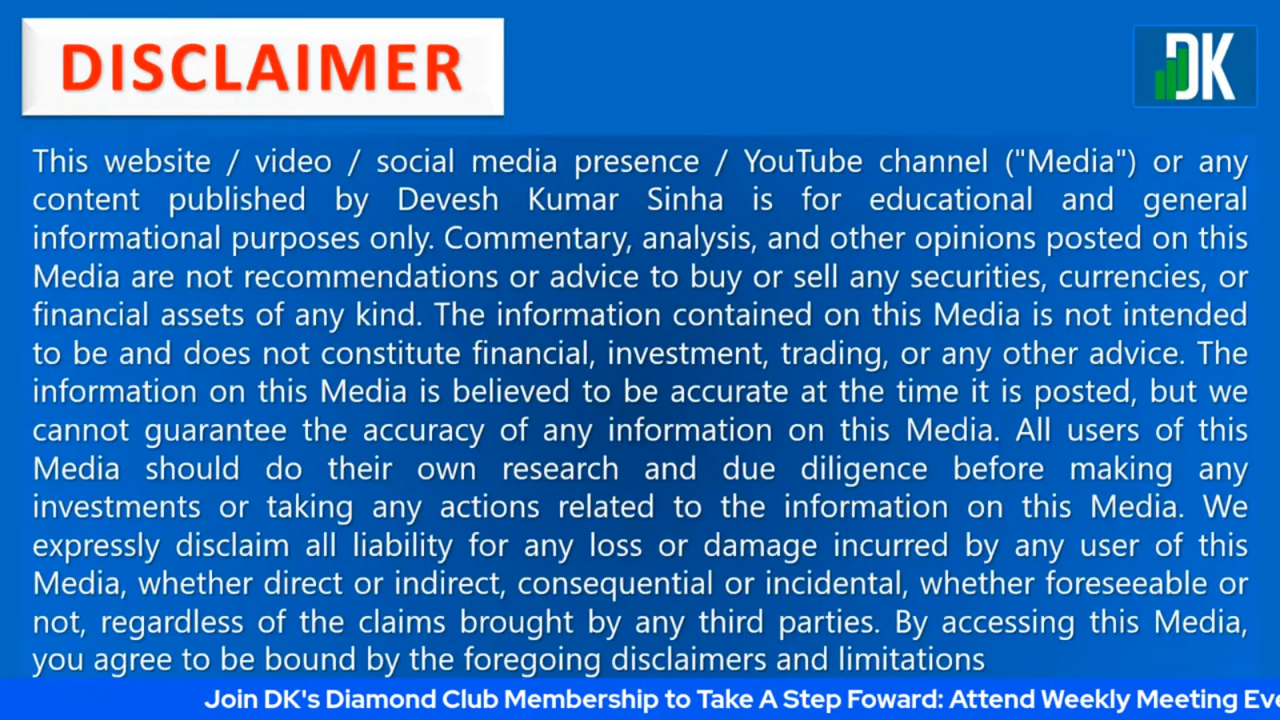 DISCLAIMER
DK
This website / video / social media presence / YouTube channel ("Media") or any
content published by Devesh Kumar Sinha is for educational and general
informational purposes only. Commentary, analysis, and other opinions posted on this
Media are not recommendations or advice to buy or sell any securities, currencies, or
financial assets of any kind. The information contained on this Media is not intended
to be and does not constitute financial, investment, trading, or any other advice. The
information on this Media is believed to be accurate at the time it is posted, but we
cannot guarantee the accuracy of any information on this Media. All users of this
Media should do their own research and due diligence before making any
investments or taking any actions related to the information on this Media. We
expressly disclaim all liability for any loss or damage incurred by any user of this
Media, whether direct or indirect, consequential or incidental, whether foreseeable or
not, regardless of the claims brought by any third parties. By accessing this Media,
you agree to be bound by the foregoing disclaimers and limitations
Join DK's Diamond Club Membership to Take A Step Foward: Attend Weekly Meeting